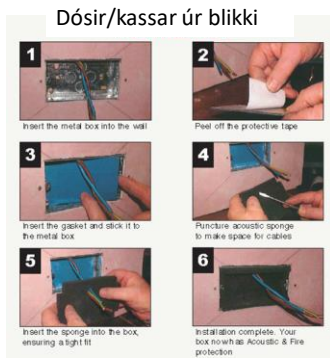 Dósir/kassar úr blikki
1
2
Insert the metal box into the wall
Peel off the protective tape
3
4
Insert the gasket and stick it to
the metal box
Puncture acoustic sponge
to make space for cables
5
6
Insert the sponge into the box,
ensuring a tight fit
Installation complete. Your
box now has Acoustic & Fire
protection